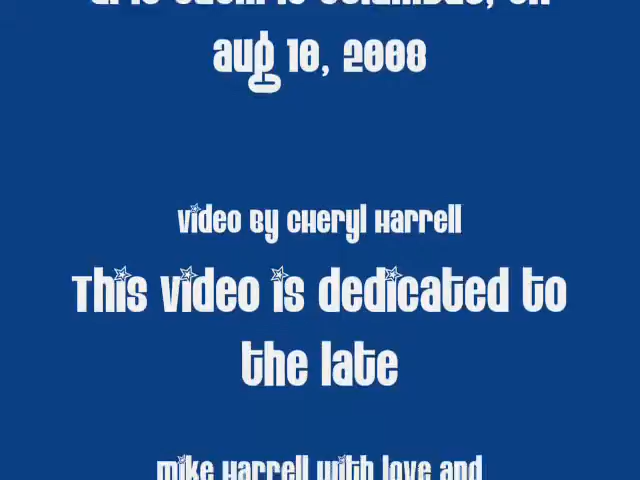 aug 10, 2008
video by cheryl harrell
This video is dedicated to
the late
mike harrell with love and